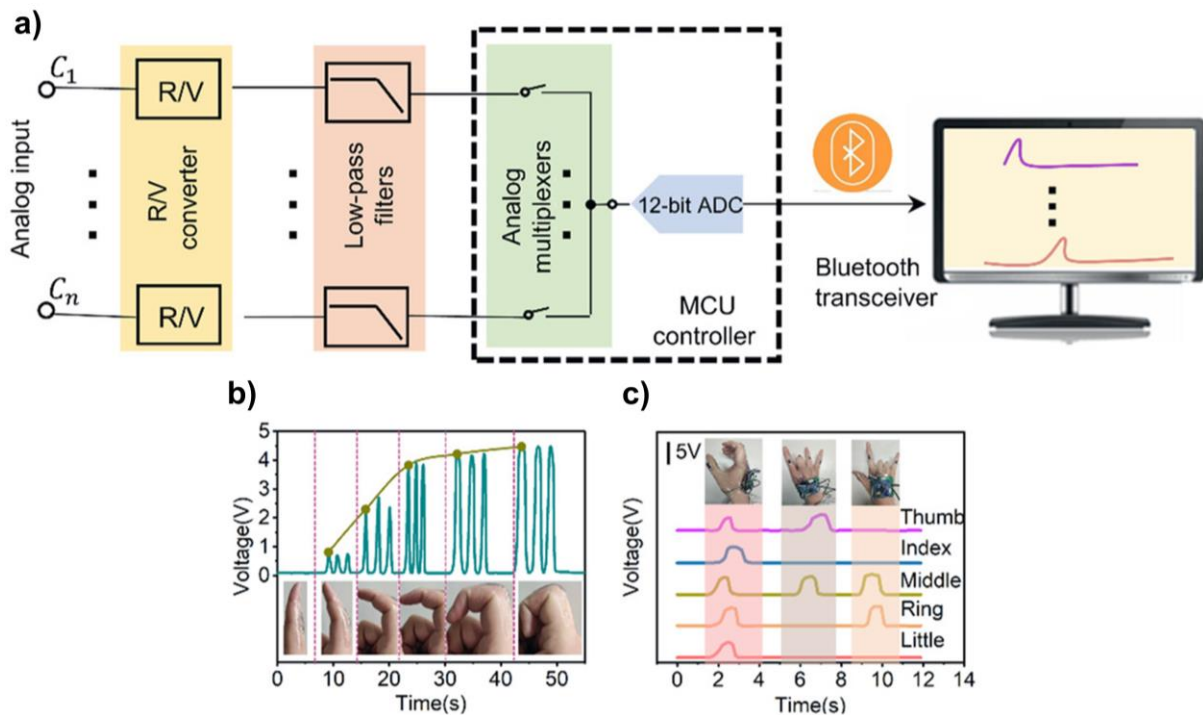 a)
C₁
Cₙ
Analog input
R/V
R/V
R/V
converter
Low-pass
filters
Analog
multiplexers
12-bit ADC
MCU
controller
Bluetooth
transceiver
b)
5
4
3
2
1
0
Voltage(V)
0 10 20 30 40 50
Time(s)
c)
5V
Thumb
Index
Middle
Ring
Little
Voltage(V)
0 2 4 6 8 10 12 14
Time(s)